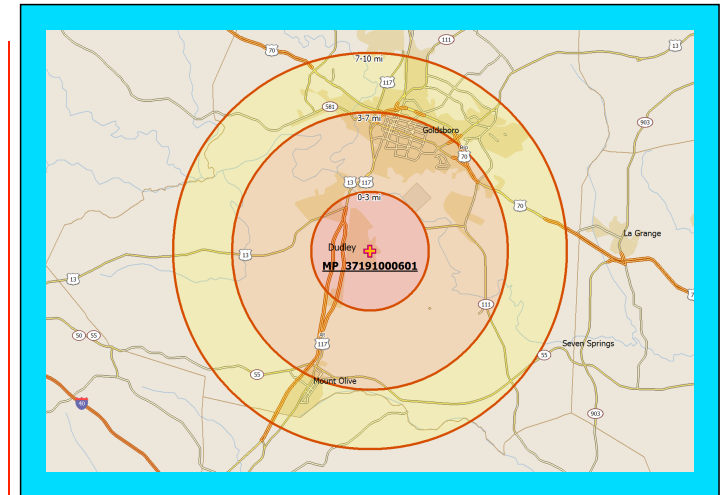 111
13
70
7-10 mi
117
581
903
3-7 mi
Goldsboro
70
13 117
0-3 mi
70
La Grange
Dudley
13
MP 37191000601
13
111
50 55
117
Seven Springs
55
55
Mount Olive
40
903